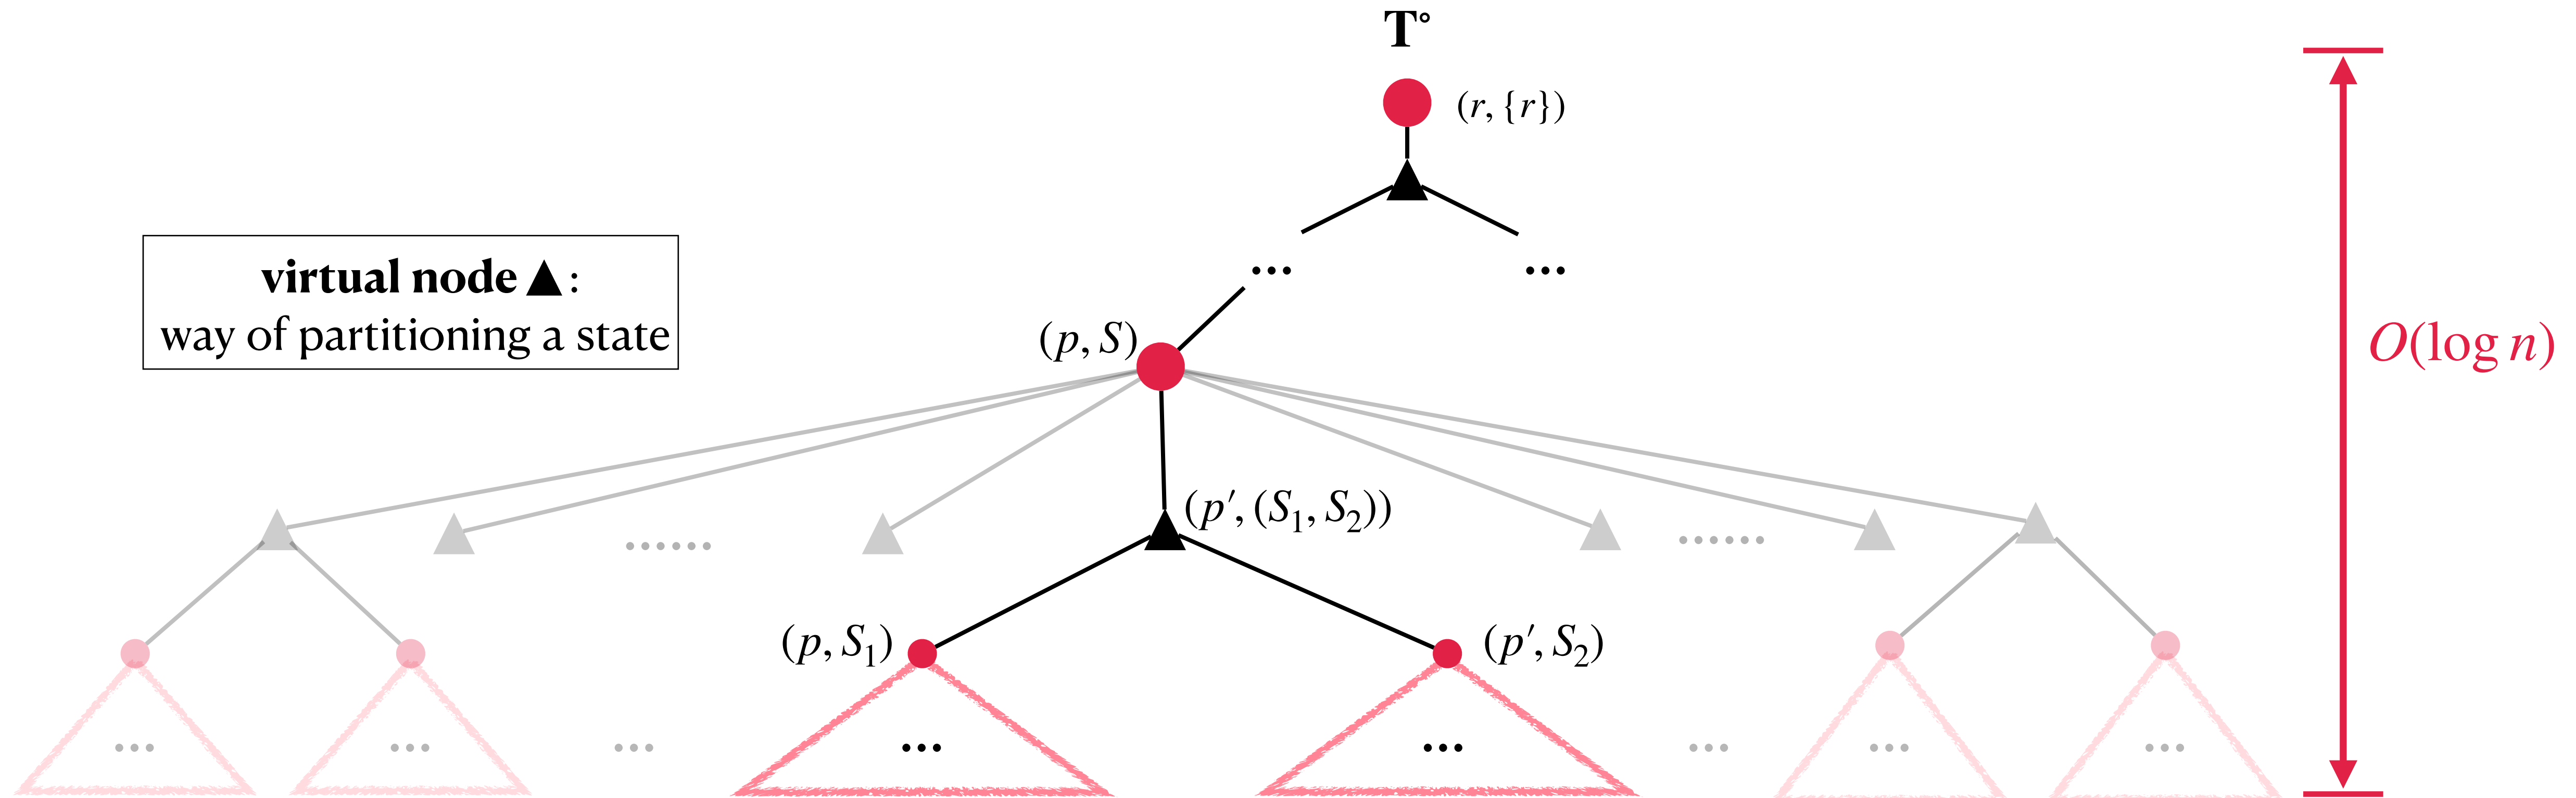 T°
(r, {r})
virtual node ▲:
way of partitioning a state
...
...
(p, S)
O(log n)
(p′, (S₁, S₂))
......
......
(p, S₁)
(p′, S₂)
...
...
...
...
...
...
...
...